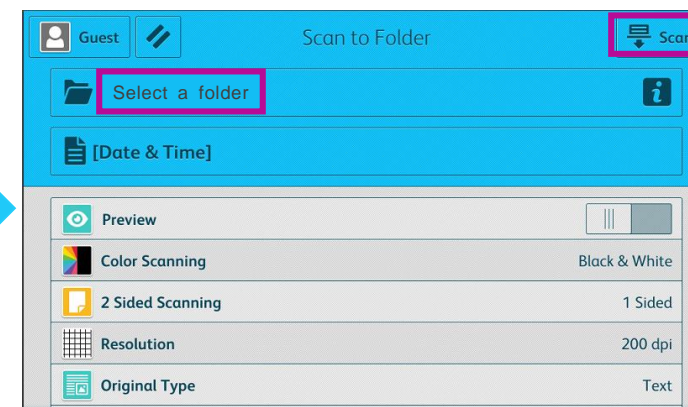 Guest
Scan to Folder
Scan
Select a folder
[Date & Time]
Preview
Color Scanning Black & White
2 Sided Scanning 1 Sided
Resolution 200 dpi
Original Type Text